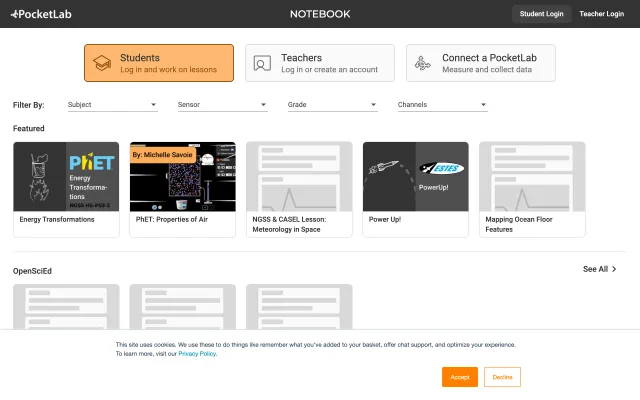 PocketLab
NOTEBOOK
Student Login
Teacher Login
Students
Log in and work on lessons
Teachers
Log in or create an account
Connect a PocketLab
Measure and collect data
Filter By:
Subject
Sensor
Grade
Channels
Featured
PhET
Energy
Transforma-
tions
NGSS HS-PS3-3
By: Michelle Savoie
ESTES
PowerUp!
Energy Transformations
PhET: Properties of Air
NGSS & CASEL Lesson:
Meteorology in Space
Power Up!
Mapping Ocean Floor
Features
OpenSciEd
See All
This site uses cookies. We use these to do things like remember what you've added to your basket, offer chat support, and optimize your experience.
To learn more, visit our Privacy Policy.
Accept
Decline